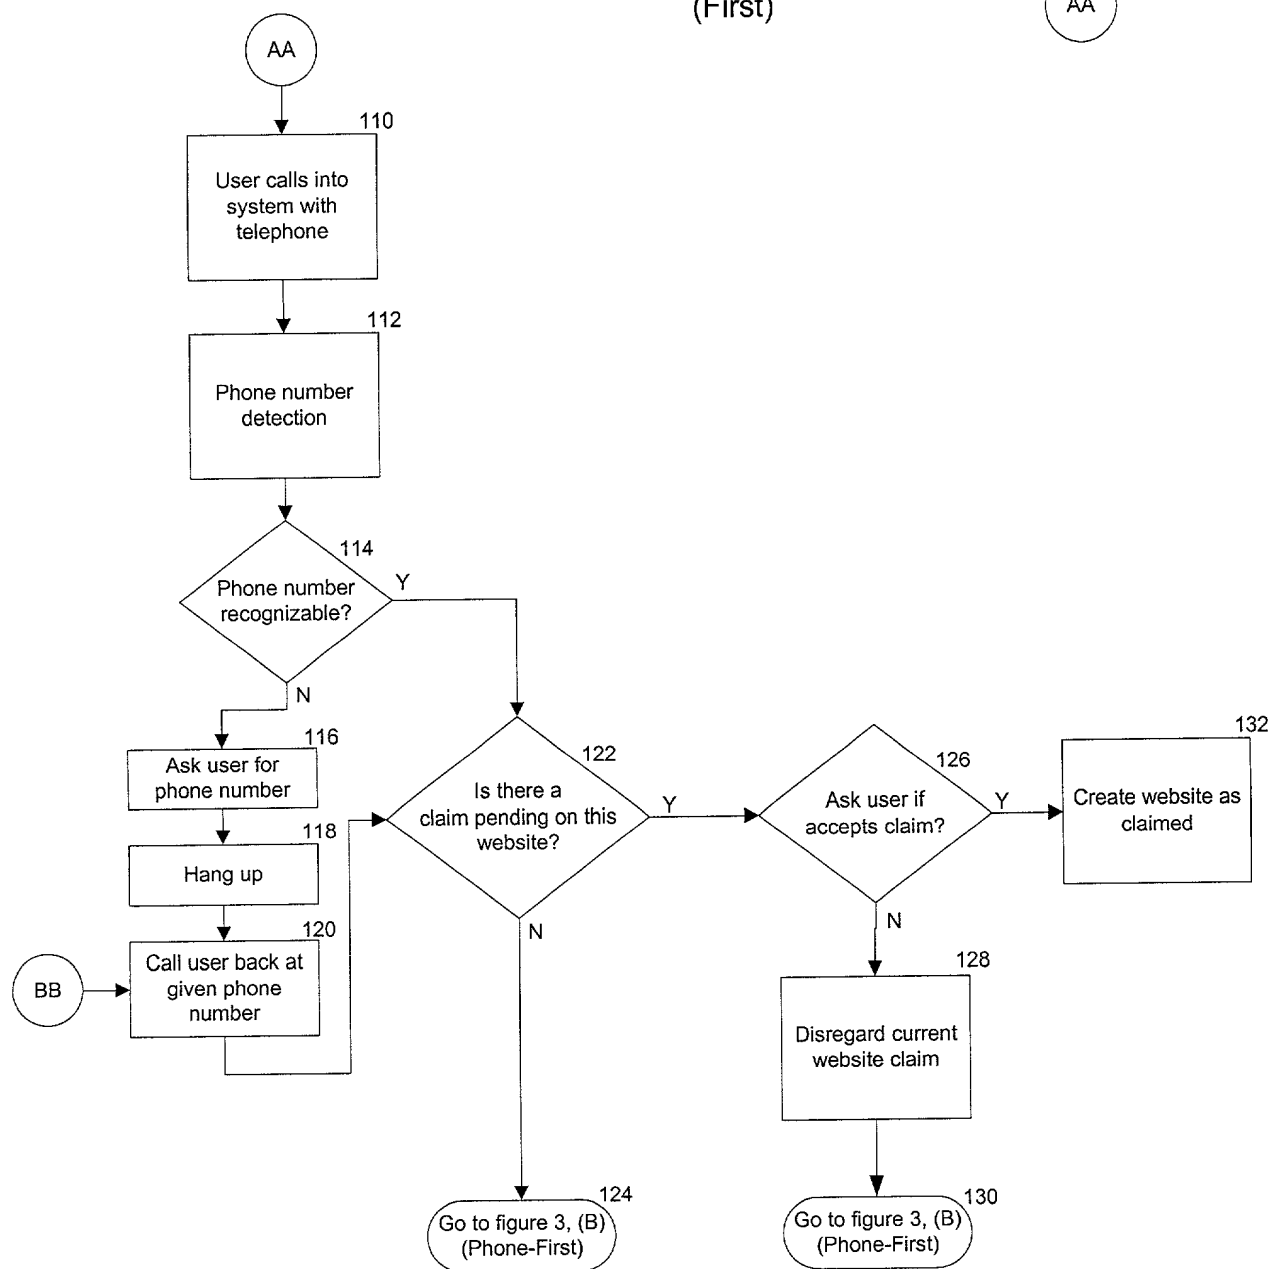 (First)
AA
AA
110
User calls into
system with
telephone
112
Phone number
detection
114
Phone number
recognizable?
Y
N
116
Ask user for
phone number
118
Hang up
120
Call user back at
given phone
number
BB
122
Is there a
claim pending on this
website?
Y
N
124
Go to figure 3, (B)
(Phone-First)
126
Ask user if
accepts claim?
Y
N
132
Create website as
claimed
128
Disregard current
website claim
130
Go to figure 3, (B)
(Phone-First)